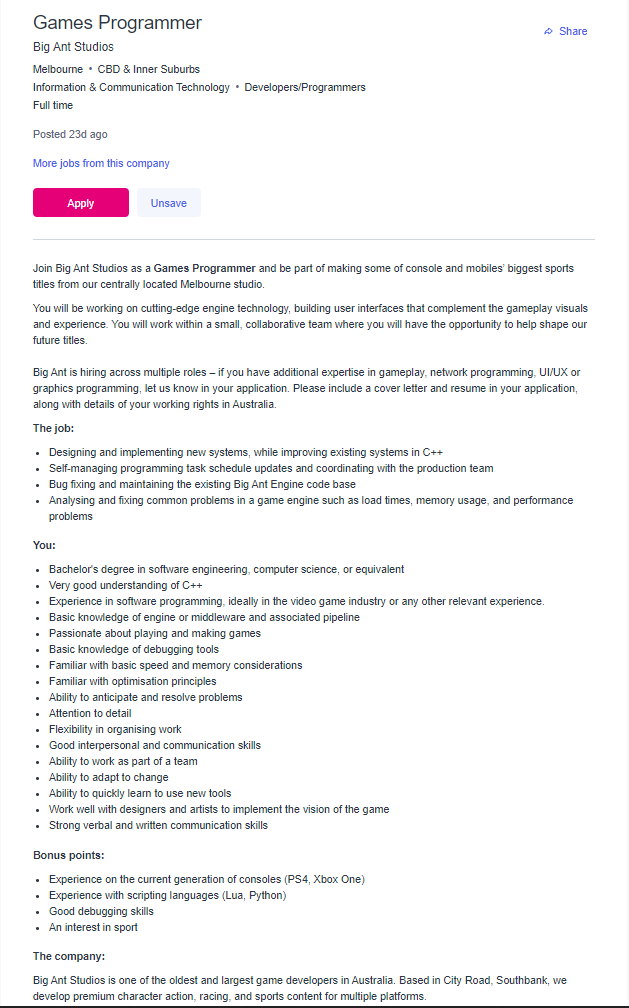 Games Programmer
Share
Big Ant Studios
Melbourne • CBD & Inner Suburbs
Information & Communication Technology • Developers/Programmers
Full time
Posted 23d ago
More jobs from this company
Apply
Unsave
Join Big Ant Studios as a Games Programmer and be part of making some of console and mobiles' biggest sports
titles from our centrally located Melbourne studio.
You will be working on cutting-edge engine technology, building user interfaces that complement the gameplay visuals
and experience. You will work within a small, collaborative team where you will have the opportunity to help shape our
future titles.
Big Ant is hiring across multiple roles – if you have additional expertise in gameplay, network programming, UI/UX or
graphics programming, let us know in your application. Please include a cover letter and resume in your application,
along with details of your working rights in Australia.
The job:
• Designing and implementing new systems, while improving existing systems in C++
• Self-managing programming task schedule updates and coordinating with the production team
• Bug fixing and maintaining the existing Big Ant Engine code base
• Analysing and fixing common problems in a game engine such as load times, memory usage, and performance
problems
You:
• Bachelor's degree in software engineering, computer science, or equivalent
• Very good understanding of C++
• Experience in software programming, ideally in the video game industry or any other relevant experience.
• Basic knowledge of engine or middleware and associated pipeline
• Passionate about playing and making games
• Basic knowledge of debugging tools
• Familiar with basic speed and memory considerations
• Familiar with optimisation principles
• Ability to anticipate and resolve problems
• Attention to detail
• Flexibility in organising work
• Good interpersonal and communication skills
• Ability to work as part of a team
• Ability to adapt to change
• Ability to quickly learn to use new tools
• Work well with designers and artists to implement the vision of the game
• Strong verbal and written communication skills
Bonus points:
• Experience on the current generation of consoles (PS4, Xbox One)
• Experience with scripting languages (Lua, Python)
• Good debugging skills
• An interest in sport
The company:
Big Ant Studios is one of the oldest and largest game developers in Australia. Based in City Road, Southbank, we
develop premium character action, racing, and sports content for multiple platforms.